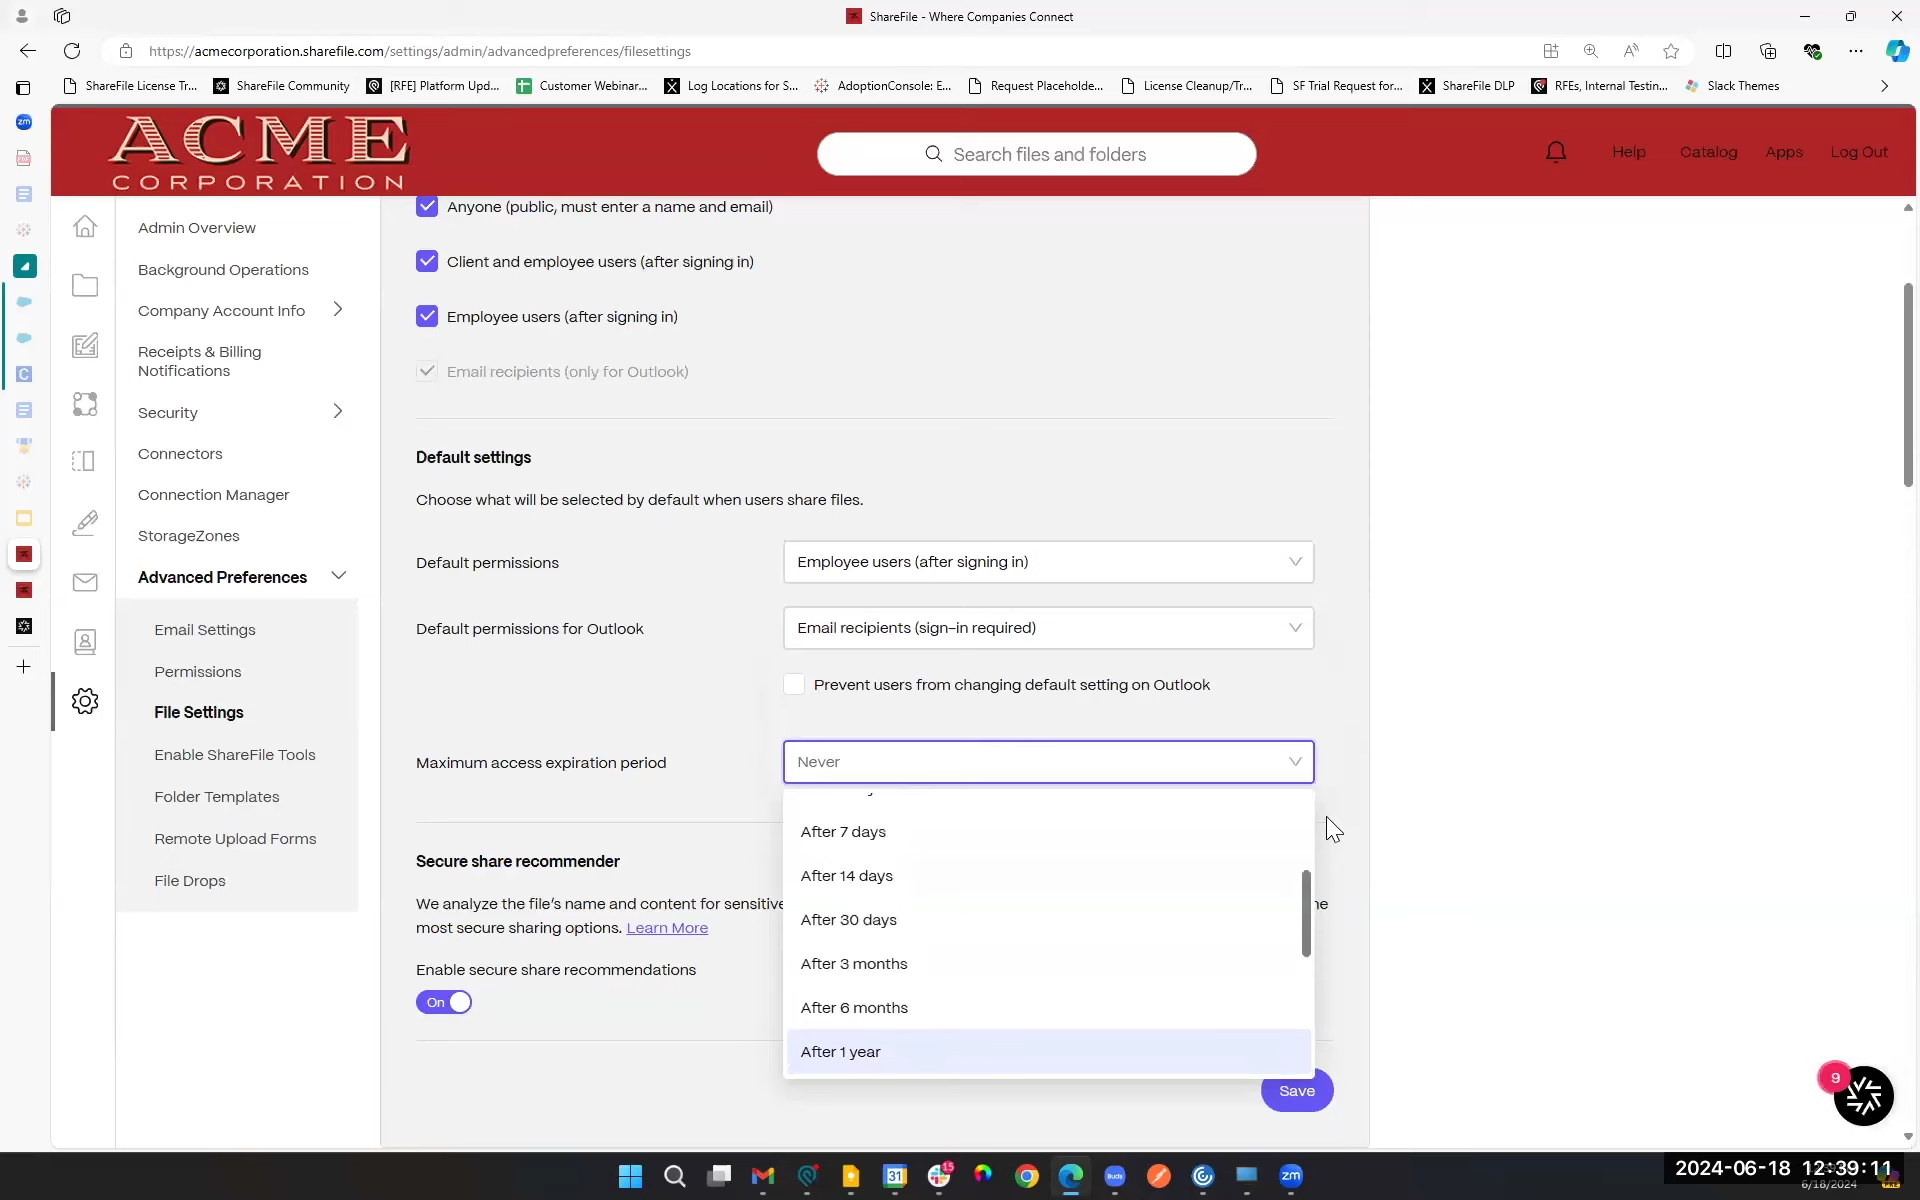 ShareFile - Where Companies Connect
https://acmecorporation.sharefile.com/settings/admin/advancedpreferences/filesettings
ShareFile License Tr...
ShareFile Community
[RFE] Platform Upd...
Customer Webinar...
Log Locations for S...
AdoptionConsole: E...
Request Placeholde...
License Cleanup/Tr...
SF Trial Request for...
ShareFile DLP
RFEs, Internal Testin...
Slack Themes
zm
ACME
CORPORATION
Search files and folders
Help
Catalog
Apps
Log Out
Admin Overview
Background Operations
Company Account Info
Receipts & Billing
Notifications
Security
Connectors
Connection Manager
StorageZones
Advanced Preferences
Email Settings
Permissions
File Settings
Enable ShareFile Tools
Folder Templates
Remote Upload Forms
File Drops
Anyone (public, must enter a name and email)
Client and employee users (after signing in)
Employee users (after signing in)
Email recipients (only for Outlook)
Default settings
Choose what will be selected by default when users share files.
Default permissions
Employee users (after signing in)
Default permissions for Outlook
Email recipients (sign-in required)
Prevent users from changing default setting on Outlook
Maximum access expiration period
Never
After 7 days
After 14 days
After 30 days
After 3 months
After 6 months
After 1 year
Secure share recommender
We analyze the file's name and content for sensitive
most secure sharing options. Learn More
Enable secure share recommendations
On
Save
9
31
15
Buds
zm
2024-06-18 12:39:11
6/18/2024
PRE